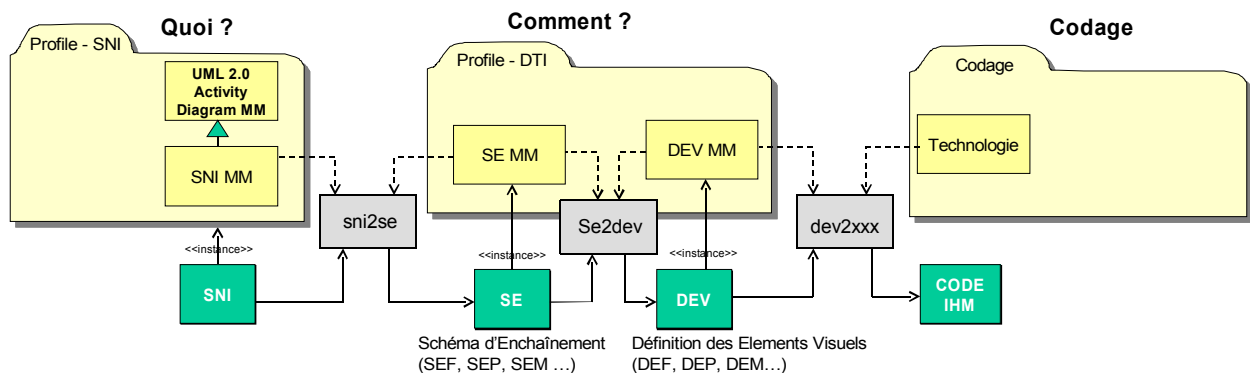 Quoi ?
Comment ?
Codage
Profile - SNI
Profile - DTI
Codage
UML 2.0
Activity
Diagram MM
SNI MM
SE MM
DEV MM
Technologie
sni2se
Se2dev
dev2xxx
<<instance>>
<<instance>>
<<instance>>
SNI
SE
DEV
CODE
IHM
Schéma d'Enchaînement
(SEF, SEP, SEM ...)
Définition des Elements Visuels
(DEF, DEP, DEM...)